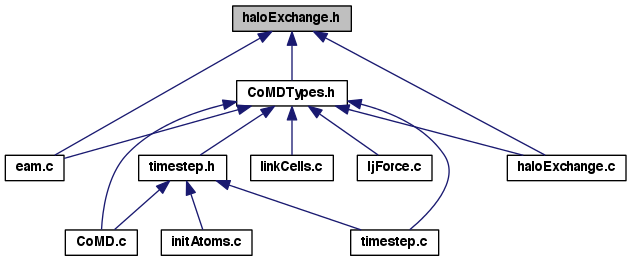 haloExchange.h
CoMDTypes.h
eam.c
timestep.h
linkCells.c
ljForce.c
haloExchange.c
CoMD.c
initAtoms.c
timestep.c